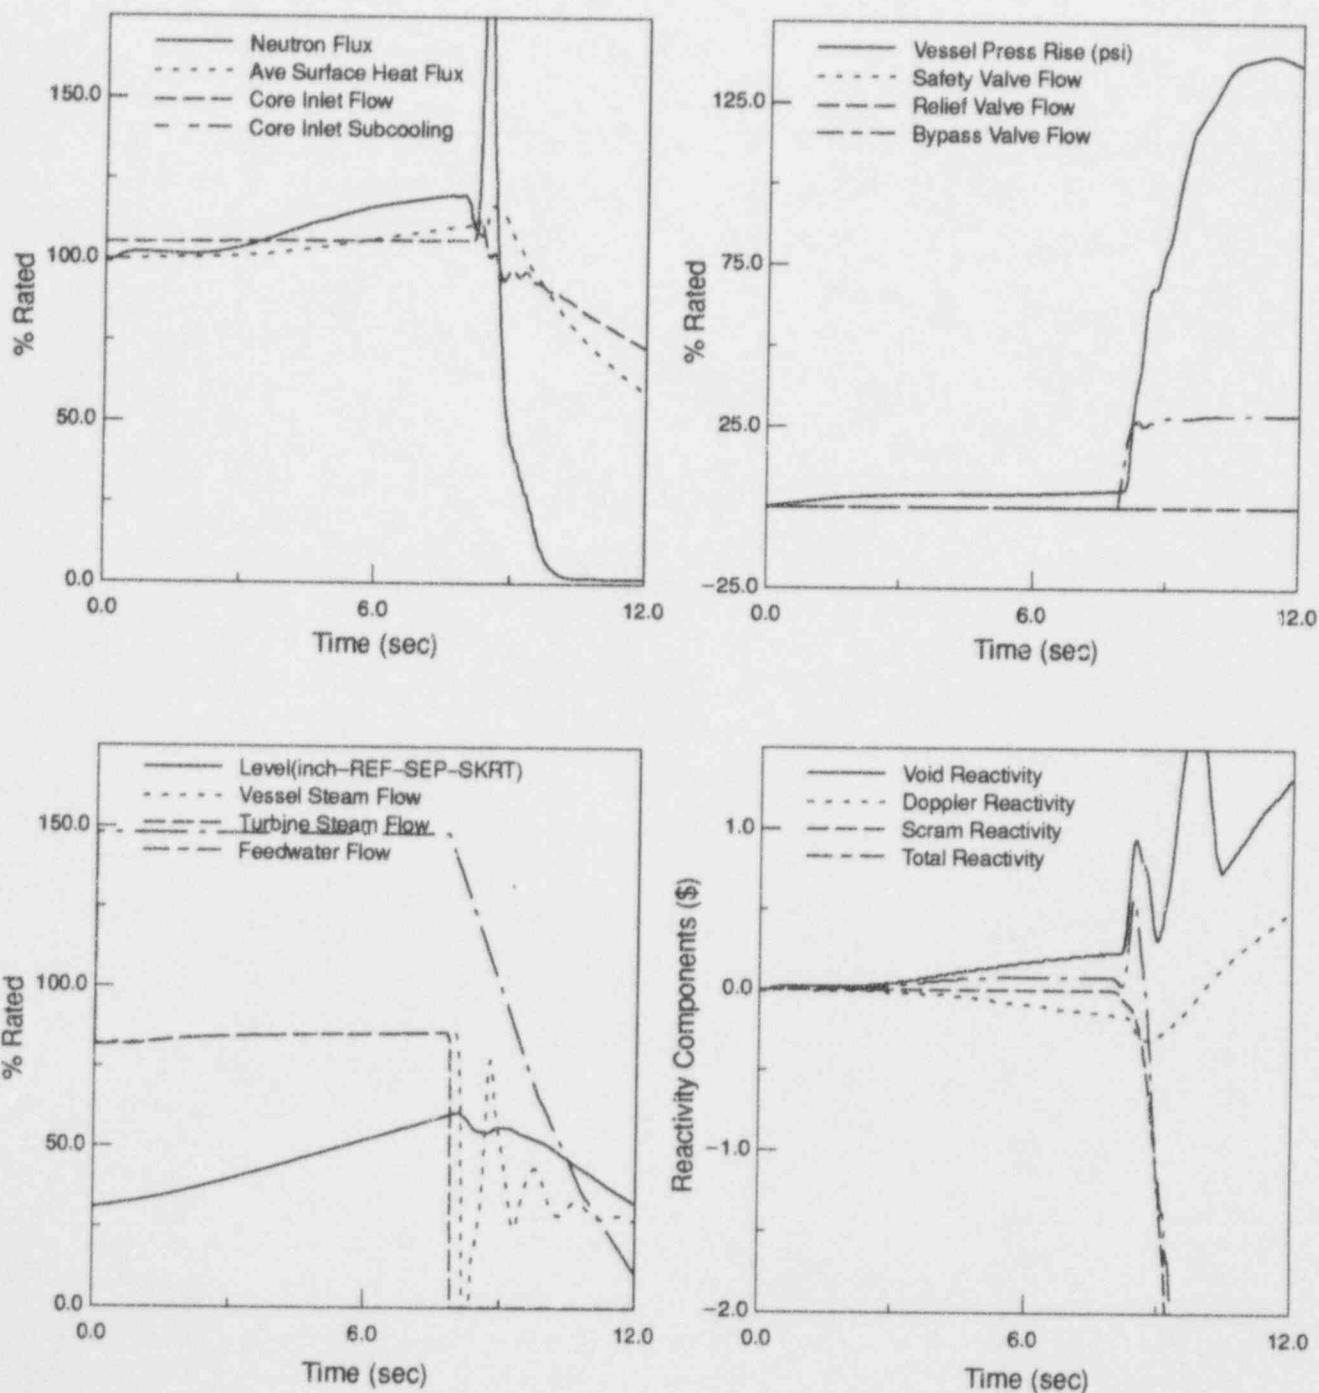 Neutron Flux
Ave Surface Heat Flux
Core Inlet Flow
Core Inlet Subcooling
150.0
100.0
50.0
0.0
% Rated
0.0
6.0
12.0
Time (sec)
Vessel Press Rise (psi)
Safety Valve Flow
Relief Valve Flow
Bypass Valve Flow
125.0
75.0
25.0
−25.0
% Rated
0.0
6.0
12.0
Time (sec)
Level(inch−REF−SEP−SKRT)
Vessel Steam Flow
Turbine Steam Flow
Feedwater Flow
150.0
100.0
50.0
0.0
% Rated
0.0
6.0
12.0
Time (sec)
Void Reactivity
Doppler Reactivity
Scram Reactivity
Total Reactivity
1.0
0.0
−1.0
−2.0
Reactivity Components ($)
0.0
6.0
12.0
Time (sec)